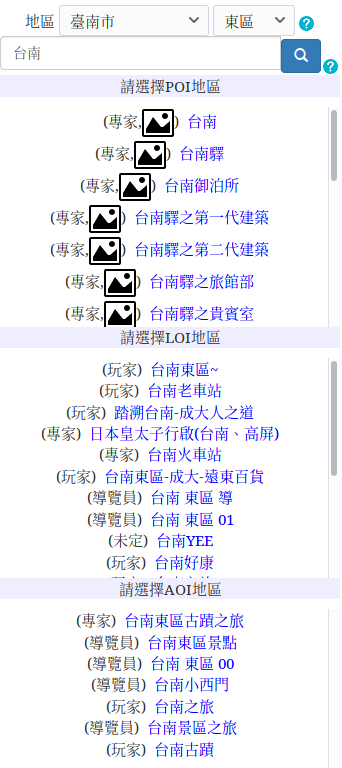 地區 臺南市 東區 ?
台南
?
請選擇POI地區
(專家,) 台南
(專家,) 台南驛
(專家,) 台南御泊所
(專家,) 台南驛之第一代建築
(專家,) 台南驛之第二代建築
(專家,) 台南驛之旅館部
(專家,) 台南驛之貴賓室
請選擇LOI地區
(玩家) 台南東區~
(玩家) 台南老車站
(玩家) 踏溯台南-成大人之道
(專家) 日本皇太子行啟(台南、高屏)
(專家) 台南火車站
(玩家) 台南東區-成大-遠東百貨
(導覽員) 台南 東區 導
(導覽員) 台南 東區 01
(未定) 台南YEE
(玩家) 台南好康
請選擇AOI地區
(專家) 台南東區古蹟之旅
(導覽員) 台南東區景點
(導覽員) 台南 東區 00
(導覽員) 台南小西門
(玩家) 台南之旅
(導覽員) 台南景區之旅
(玩家) 台南古蹟